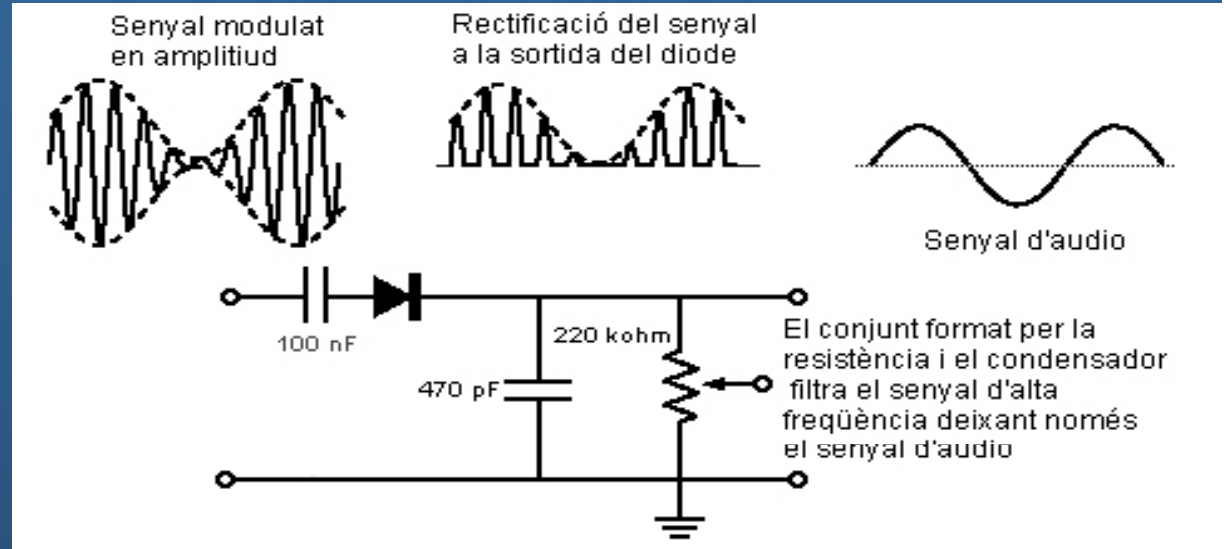 Senyal modulat
en amplitiud
Rectificació del senyal
a la sortida del diode
Senyal d'audio
100 nF
470 pF
220 kohm
El conjunt format per la
resistència i el condensador
filtra el senyal d'alta
freqüència deixant només
el senyal d'audio